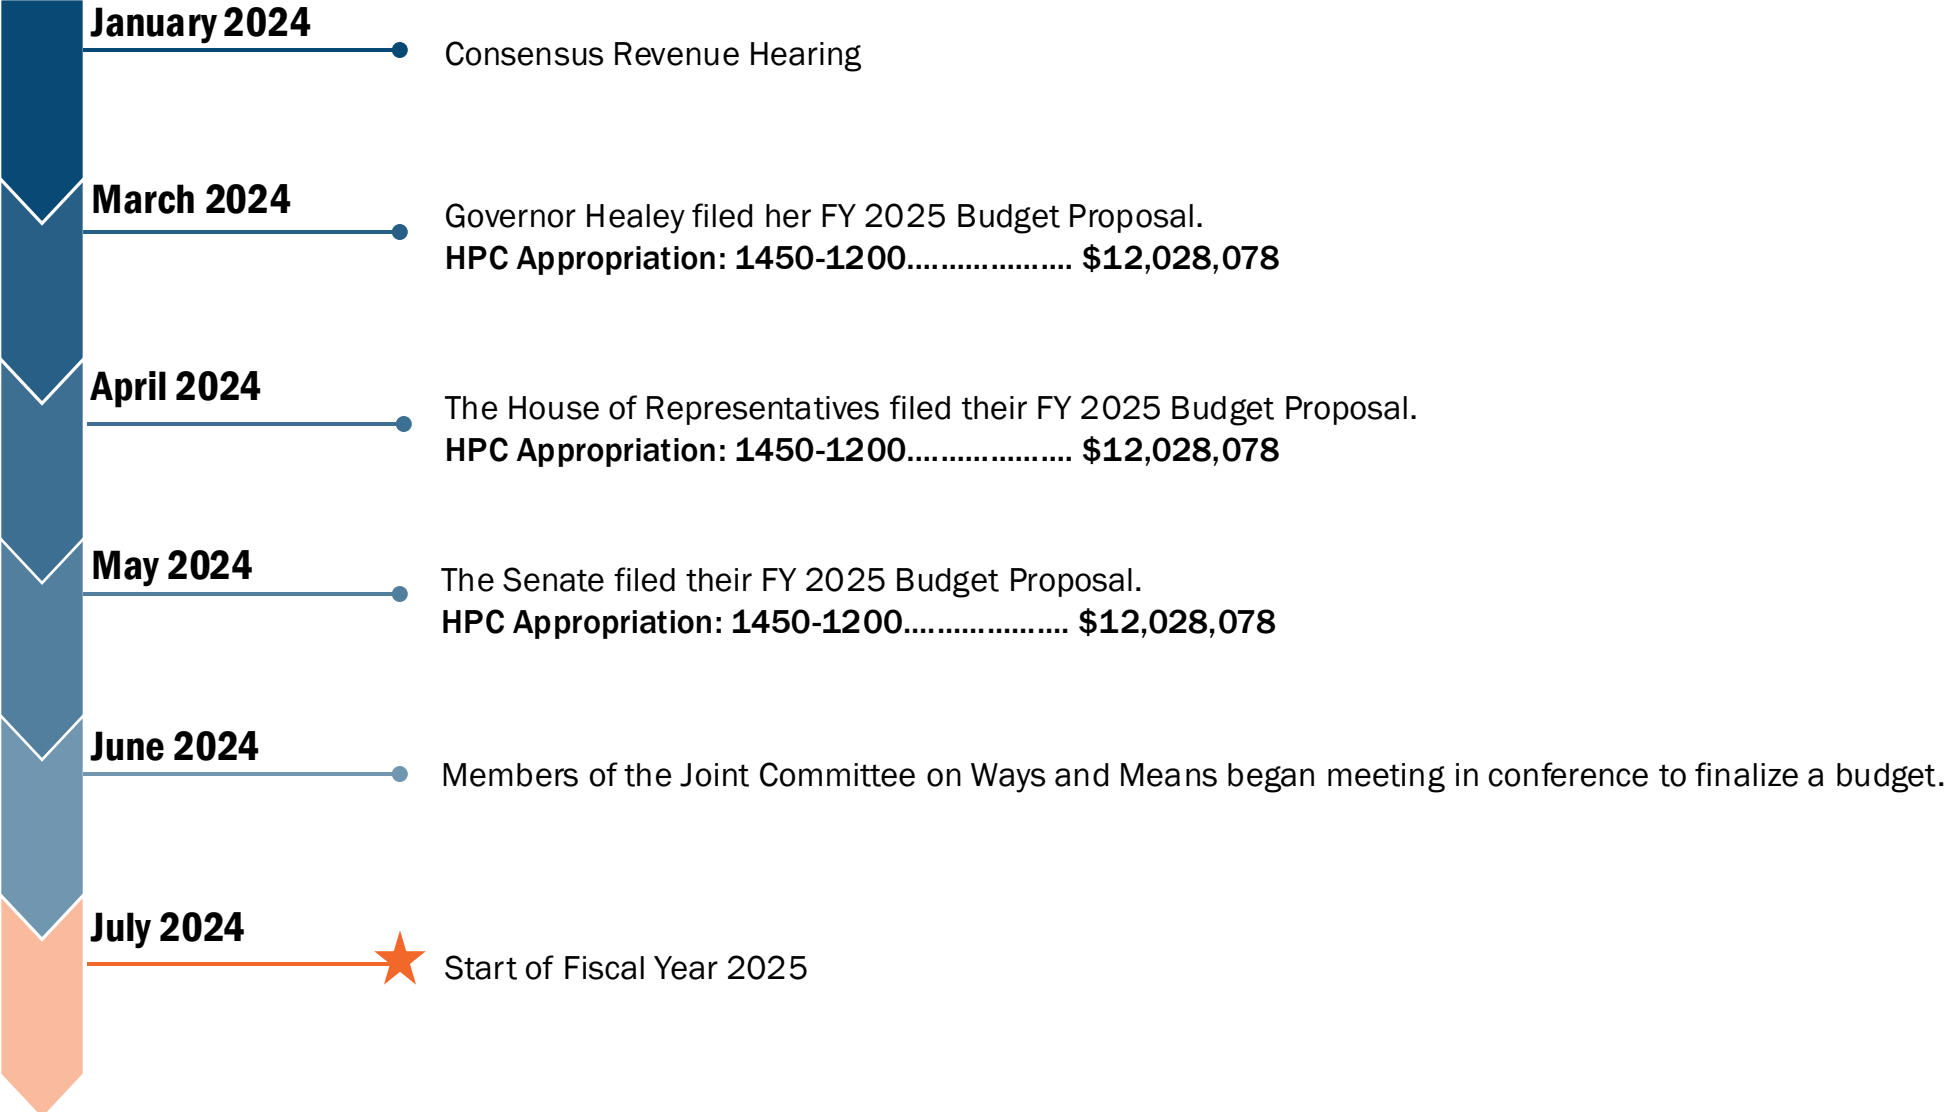 January 2024
Consensus Revenue Hearing
March 2024
Governor Healey filed her FY 2025 Budget Proposal.
HPC Appropriation: 1450-1200.................... $12,028,078
April 2024
The House of Representatives filed their FY 2025 Budget Proposal.
HPC Appropriation: 1450-1200.................... $12,028,078
May 2024
The Senate filed their FY 2025 Budget Proposal.
HPC Appropriation: 1450-1200.................... $12,028,078
June 2024
Members of the Joint Committee on Ways and Means began meeting in conference to finalize a budget.
July 2024
Start of Fiscal Year 2025